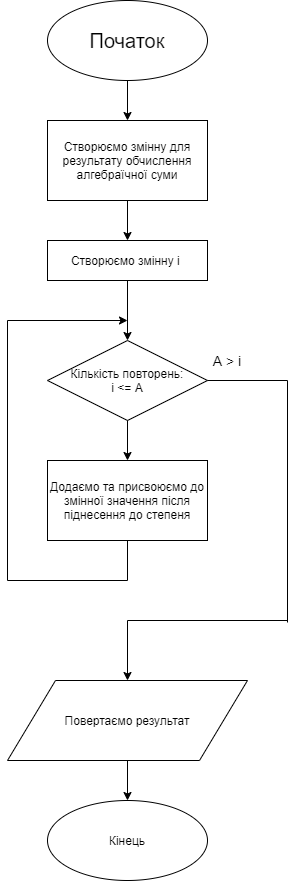 Початок
Створюємо змінну для
результату обчислення
алгебраїчної суми
Створюємо змінну i
Кількість повторень:
i <= A
A > i
Додаємо та присвоюємо до
змінної значення після
піднесення до степеня
Повертаємо результат
Кінець